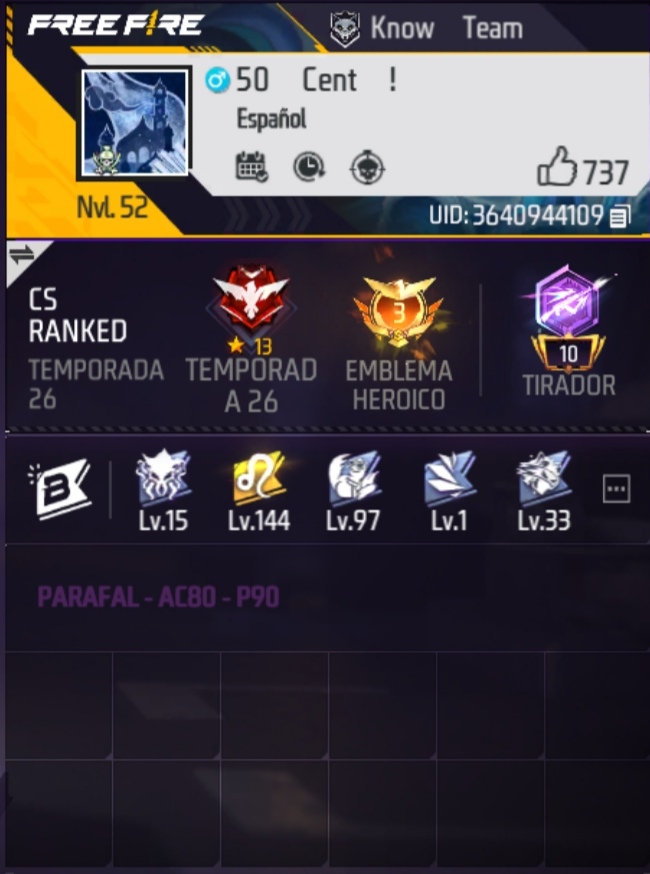 FREE FIRE
Know Team
50 Cent !
Español
737
Nvl. 52
UID: 3640944109
CS
RANKED
TEMPORADA
26
13
TEMPORAD
A 26
3
EMBLEMA
HEROICO
10
TIRADOR
B
Lv.15
Lv.144
Lv.97
Lv.1
Lv.33
PARAFAL - AC80 - P90